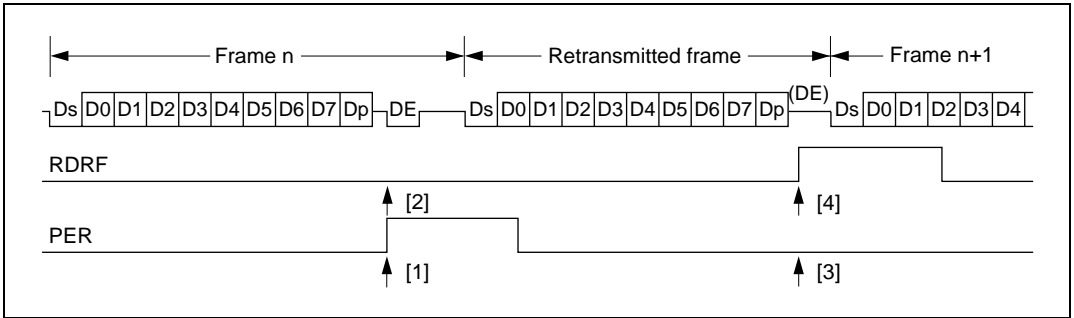 Frame n Retransmitted frame Frame n+1
Ds D0 D1 D2 D3 D4 D5 D6 D7 Dp DE Ds D0 D1 D2 D3 D4 D5 D6 D7 Dp (DE) Ds D0 D1 D2 D3 D4
RDRF
[2] [4]
PER
[1] [3]